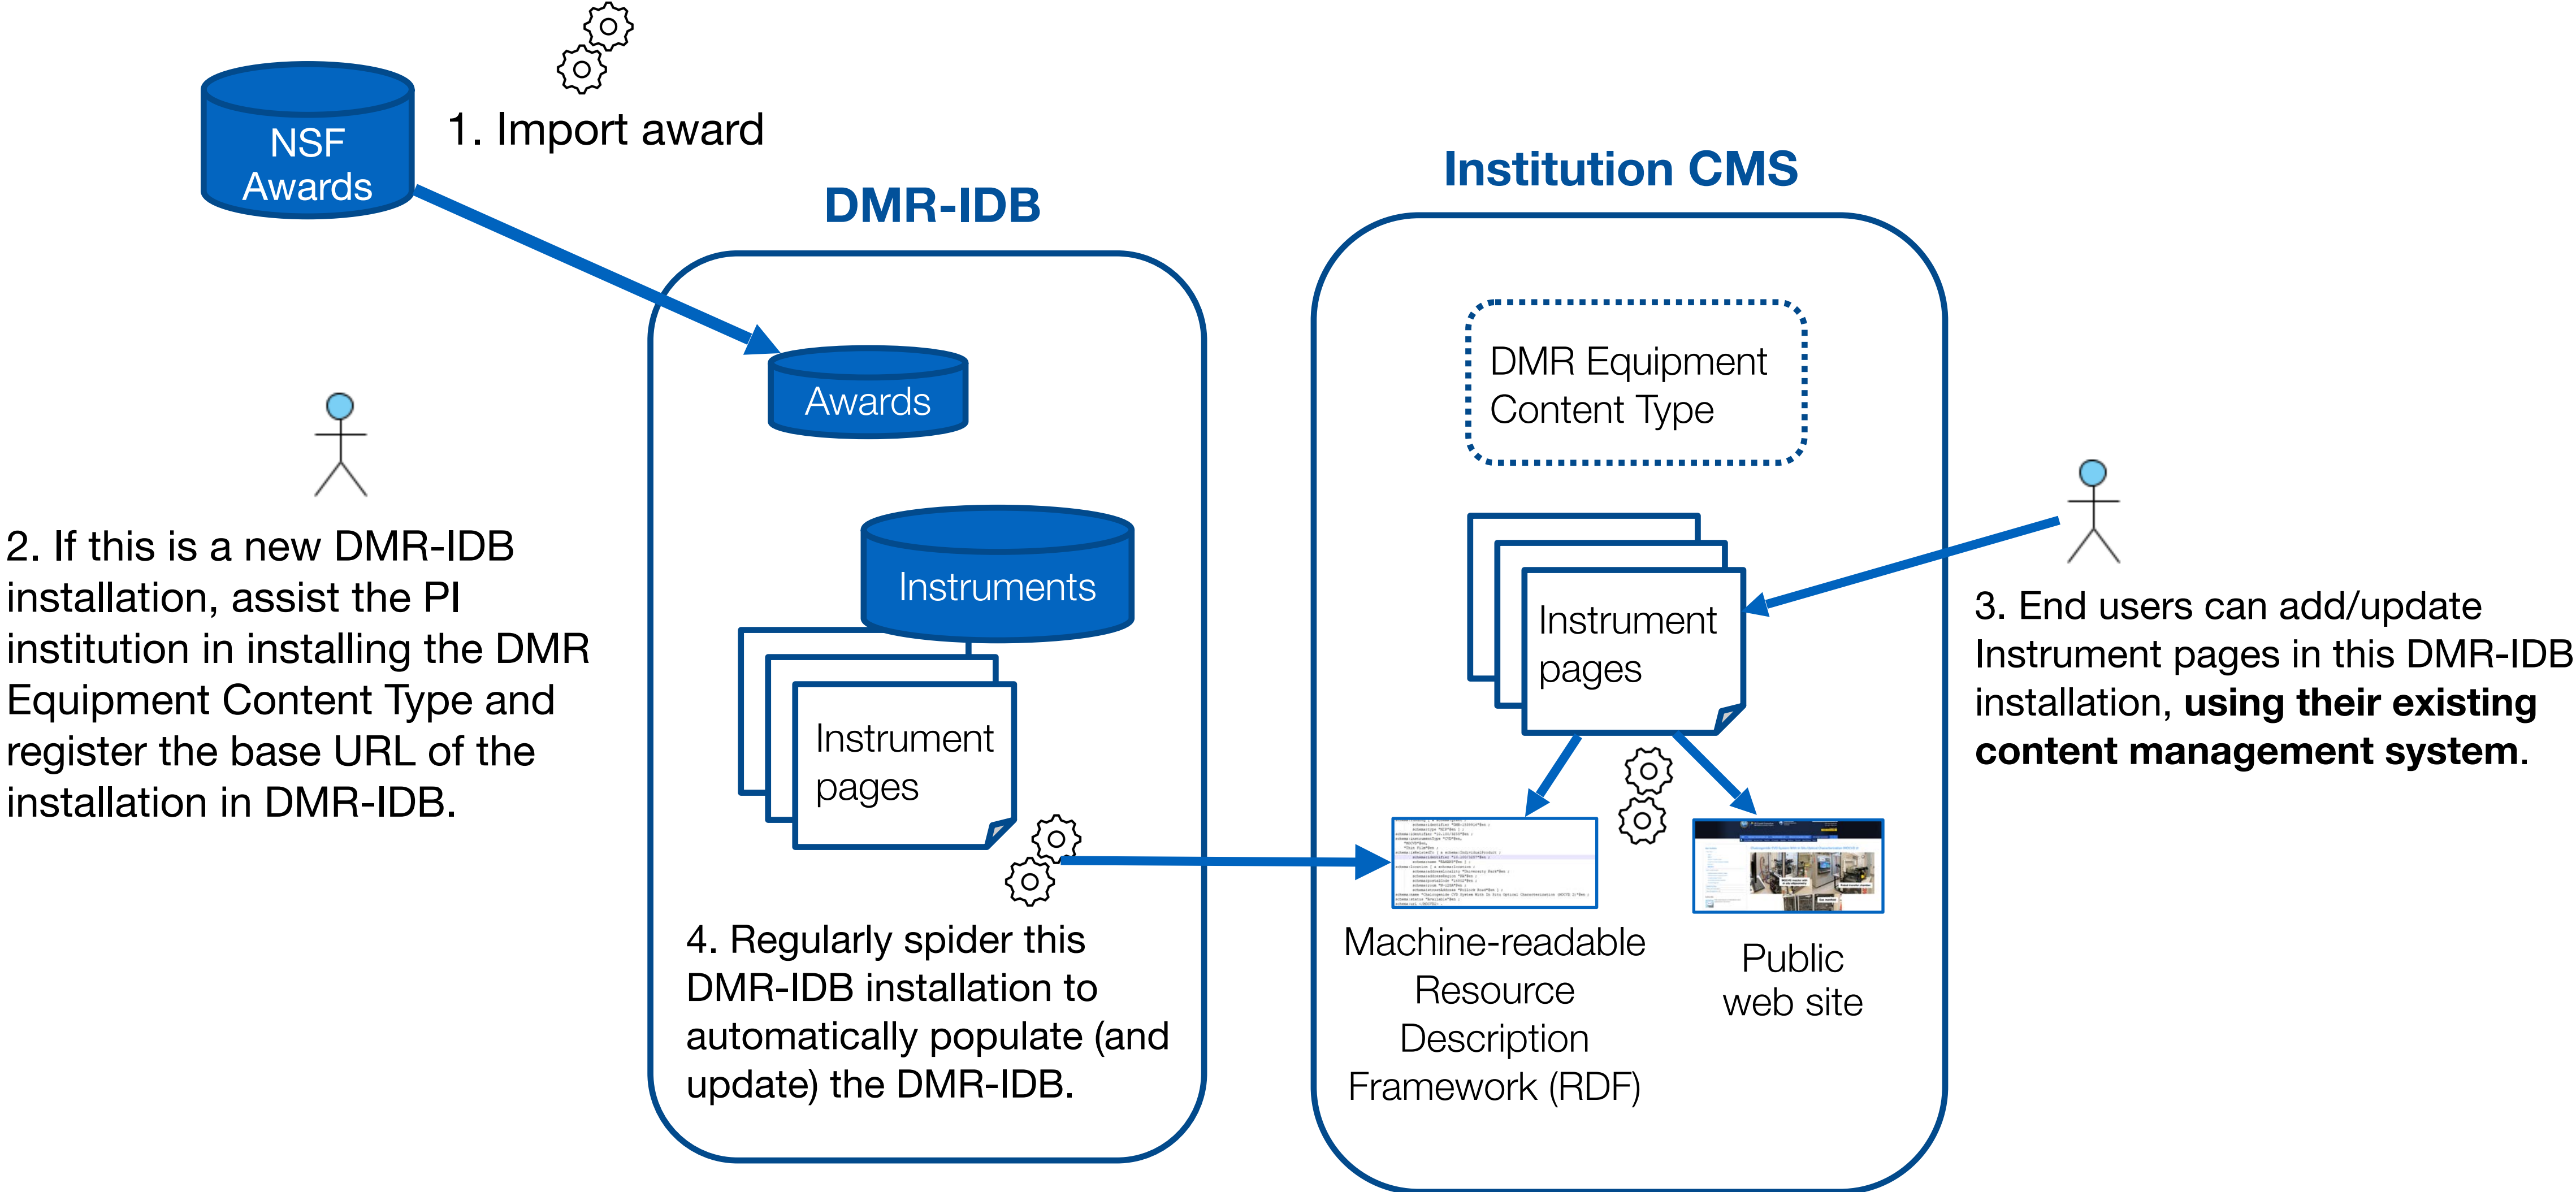 1. Import award
NSF
Awards
DMR-IDB
Awards
Instruments
Instrument
pages
2. If this is a new DMR-IDB
installation, assist the PI
institution in installing the DMR
Equipment Content Type and
register the base URL of the
installation in DMR-IDB.
4. Regularly spider this
DMR-IDB installation to
automatically populate (and
update) the DMR-IDB.
Institution CMS
DMR Equipment
Content Type
Instrument
pages
Machine-readable
Resource
Description
Framework (RDF)
Public
web site
3. End users can add/update
Instrument pages in this DMR-IDB
installation, using their existing
content management system.